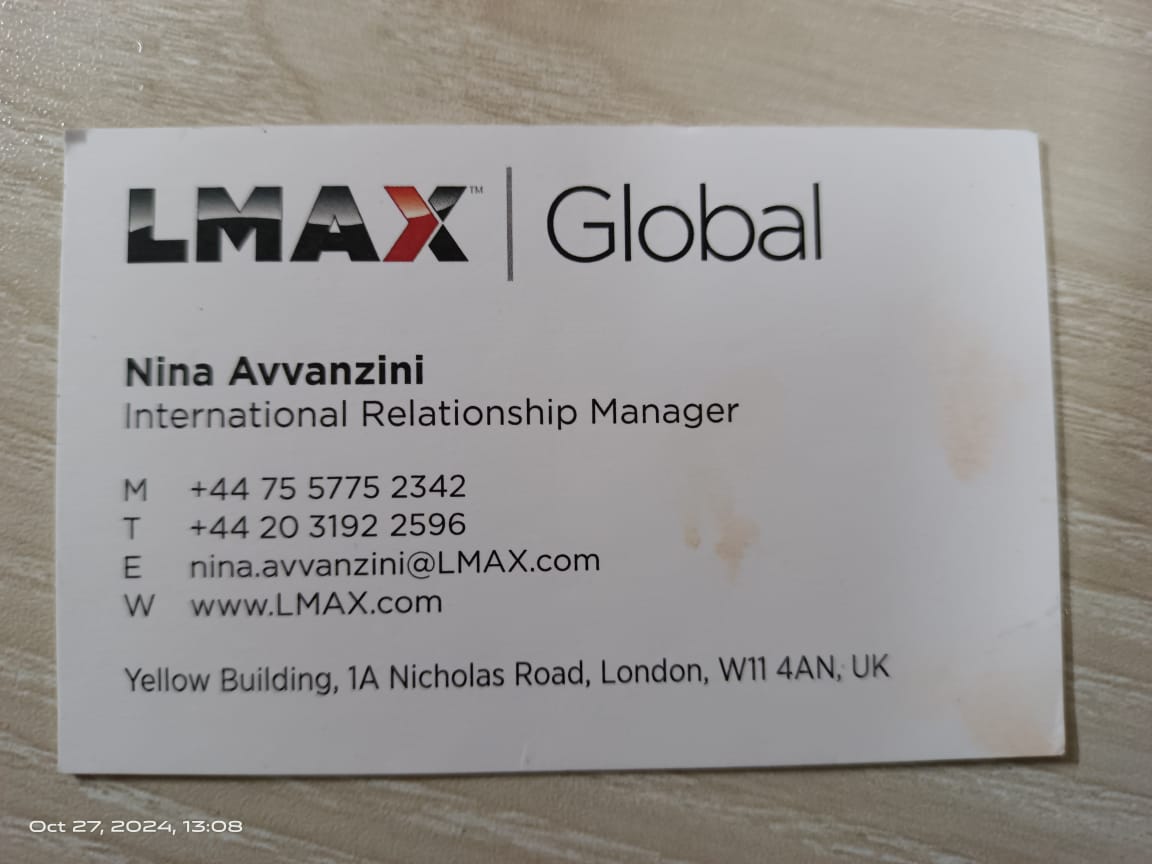 LMAX™ | Global
Nina Avvanzini
International Relationship Manager
M +44 75 5775 2342
T +44 20 3192 2596
E nina.avvanzini@LMAX.com
W www.LMAX.com
Yellow Building, 1A Nicholas Road, London, W11 4AN, UK
Oct 27, 2024, 13:08